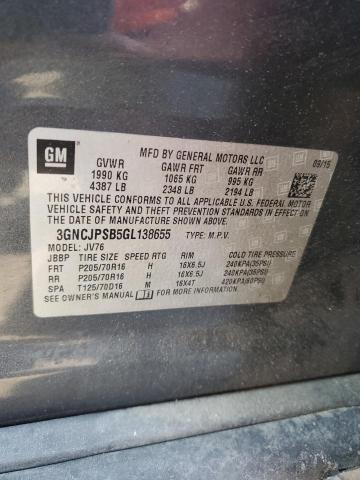 GM
MFD BY GENERAL MOTORS LLC 09/15
GVWR GAWR FRT GAWR RR
1990 KG 1065 KG 995 KG
4387 LB 2348 LB 2194 LB
THIS VEHICLE CONFORMS TO ALL APPLICABLE U.S. FEDERAL MOTOR
VEHICLE SAFETY, BUMPER, AND THEFT PREVENTION STANDARDS
IN EFFECT ON THE DATE OF MANUFACTURE SHOWN ABOVE.
3GNCJPSB5GL138655 TYPE: M.P.V.
MODEL: JV76
JBBP TIRE SIZE SPEED RTG RIM COLD TIRE PRESSURE
FRT P205/70R16 H 16X6.5J 240KPA(35PSI)
RR P205/70R16 H 16X6.5J 240KPA(35PSI)
SPA T125/70D16 M 16X4T 420KPA(60PSI)
SEE OWNER'S MANUAL FOR ADDITIONAL INFORMATION